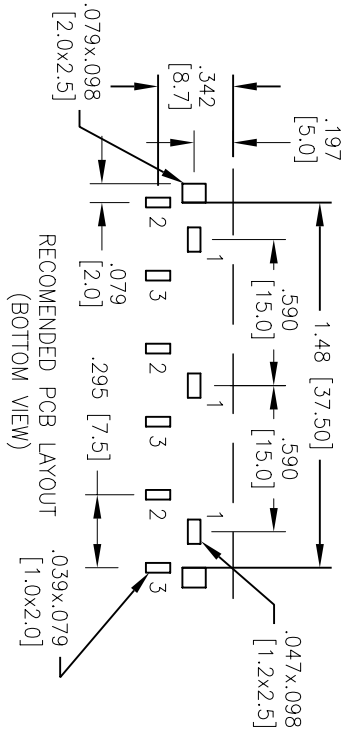 .197
[5.0]
.342
[8.7]
.079x.098
[2.0x2.5]
1.48 [37.50]
.590
[15.0]
.590
[15.0]
.047x.098
[1.2x2.5]
1
1
1
2
3
2
3
2
3
.079
[2.0]
.295 [7.5]
.039x.079
[1.0x2.0]
RECOMENDED PCB LAYOUT
(BOTTOM VIEW)